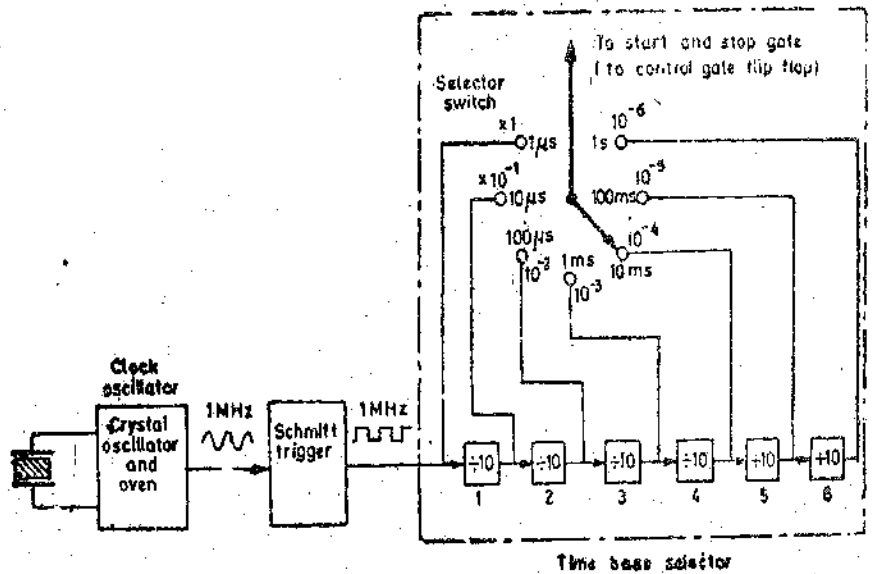 To start and stop gate
(to control gate flip flop)
Selector
switch
×1
1μs
10⁻⁶
1s
×10⁻¹
10μs
10⁻⁵
100ms
100μs
10⁻²
1ms
10⁻³
10⁻⁴
10ms
Clock
oscillator
Crystal
oscillator
and
oven
1MHz
Schmitt
trigger
1MHz
÷10
÷10
÷10
÷10
÷10
÷10
1
2
3
4
5
6
Time base selector